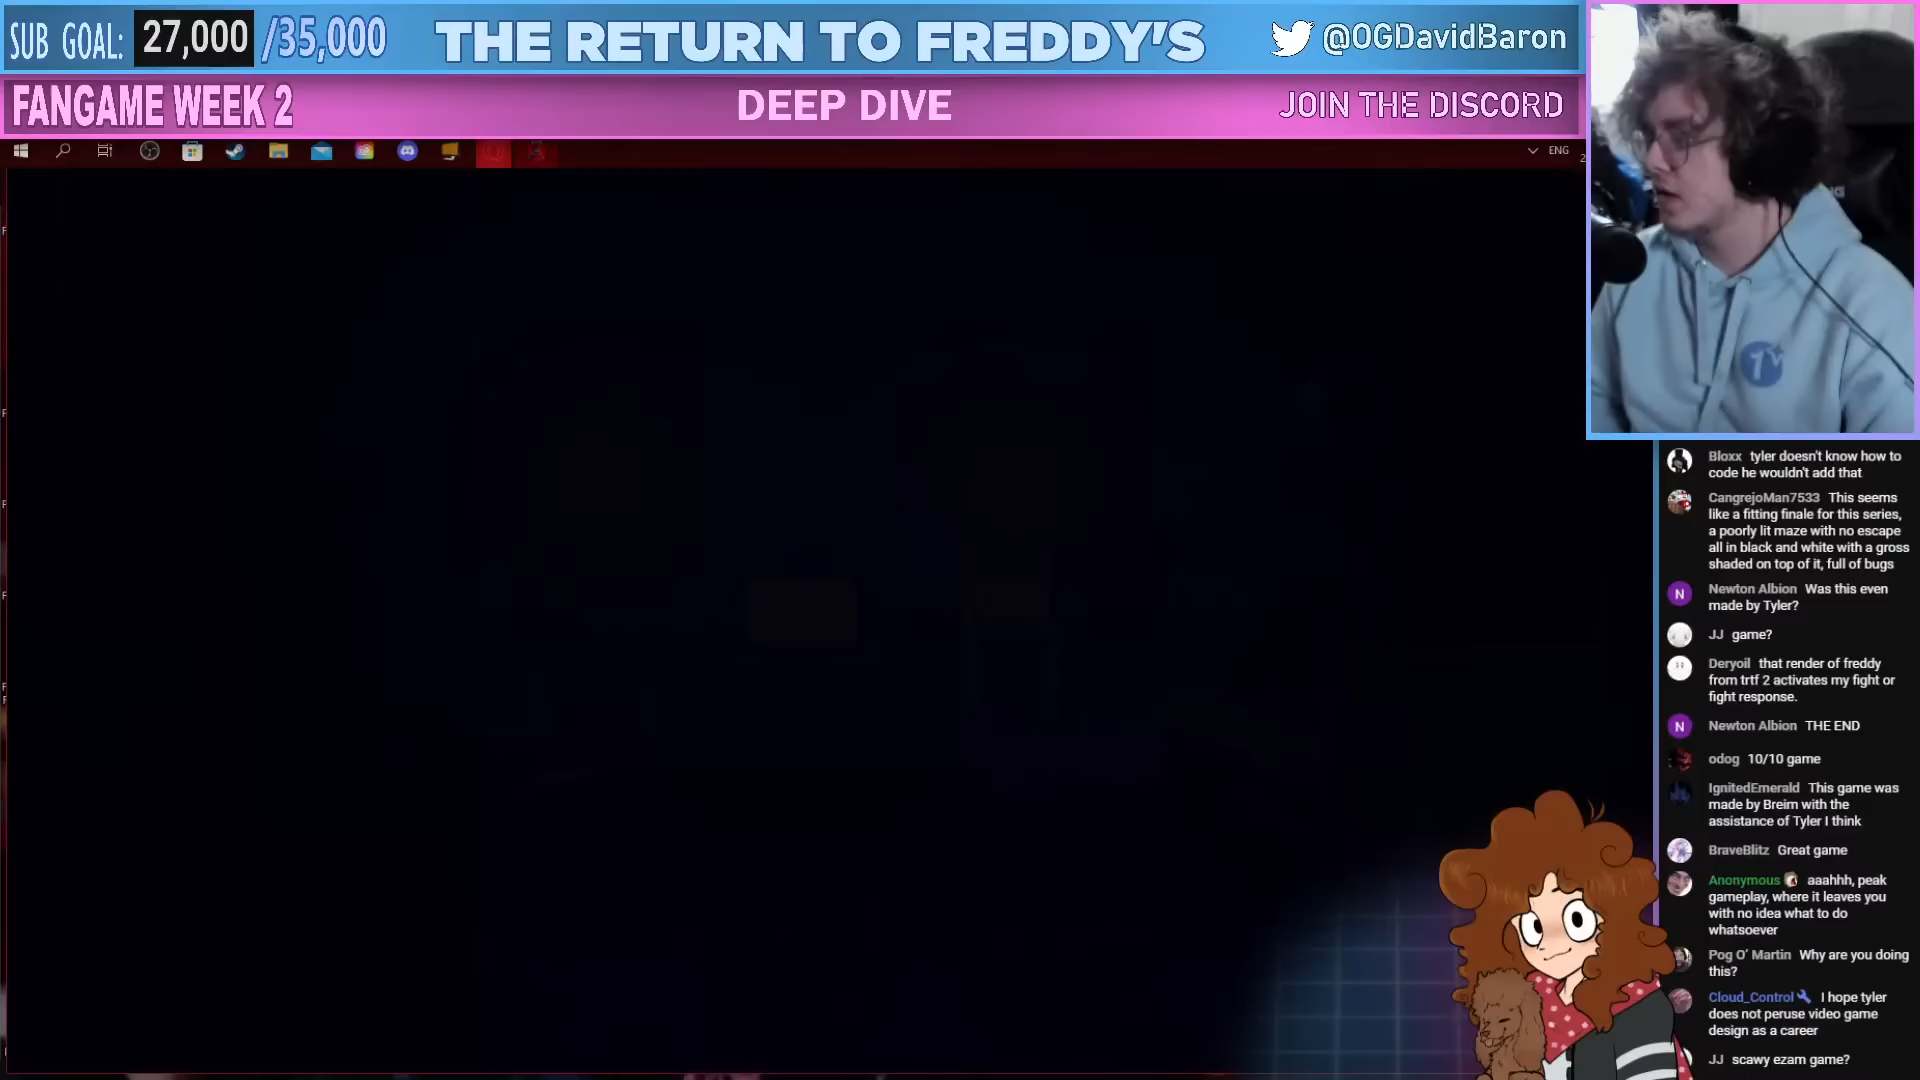 SUB GOAL: 27,000 /35,000
THE RETURN TO FREDDY'S
@OGDavidBaron
FANGAME WEEK 2
DEEP DIVE
JOIN THE DISCORD
ENG
Bloxx tyler doesn't know how to
code he wouldn't add that
CangrejoMan7533 This seems
like a fitting finale for this series,
a poorly lit maze with no escape
all in black and white with a gross
shaded on top of it, full of bugs
N
Newton Albion Was this even
made by Tyler?
JJ game?
Deryoil that render of freddy
from trtf 2 activates my fight or
fight response.
N
Newton Albion THE END
odog 10/10 game
IgnitedEmerald This game was
made by Breim with the
assistance of Tyler I think
BraveBlitz Great game
Anonymous aaahhh, peak
gameplay, where it leaves you
with no idea what to do
whatsoever
Pog O' Martin Why are you doing
this?
Cloud_Control I hope tyler
does not peruse video game
design as a career
JJ scawy ezam game?